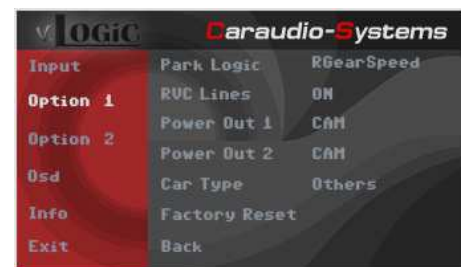 v LOGiC Caraudio-Systems
Input Park Logic RGearSpeed
Option 1 RVC Lines ON
Power Out 1 CAM
Option 2 Power Out 2 CAM
Osd Car Type Others
Info Factory Reset
Exit Back